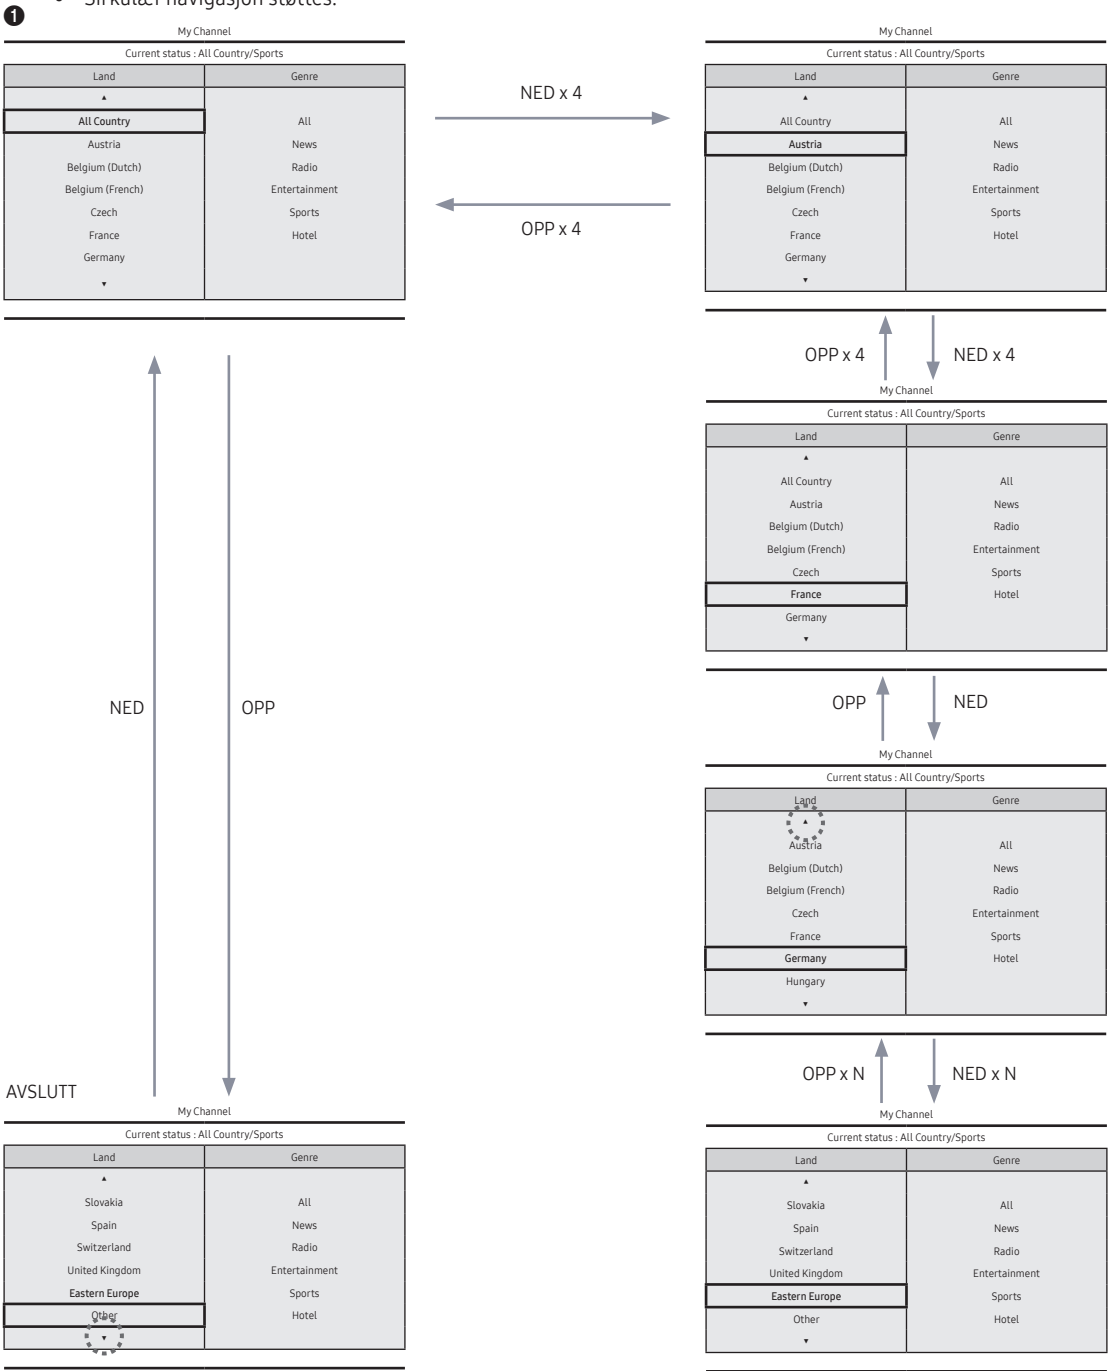 • Sirkulær navigasjon støttes.
❶
My Channel
Current status : All Country/Sports
Land Genre
▲
All Country All
Austria News
Belgium (Dutch) Radio
Belgium (French) Entertainment
Czech Sports
France Hotel
Germany
▼
NED x 4
OPP x 4
My Channel
Current status : All Country/Sports
Land Genre
▲
All Country All
Austria News
Belgium (Dutch) Radio
Belgium (French) Entertainment
Czech Sports
France Hotel
Germany
▼
OPP x 4 NED x 4
My Channel
Current status : All Country/Sports
Land Genre
▲
All Country All
Austria News
Belgium (Dutch) Radio
Belgium (French) Entertainment
Czech Sports
France Hotel
Germany
▼
NED OPP
OPP NED
My Channel
Current status : All Country/Sports
Land Genre
▲
Austria All
Belgium (Dutch) News
Belgium (French) Radio
Czech Entertainment
France Sports
Germany Hotel
Hungary
▼
OPP x N NED x N
AVSLUTT
My Channel
Current status : All Country/Sports
Land Genre
▲
Slovakia All
Spain News
Switzerland Radio
United Kingdom Entertainment
Eastern Europe Sports
Other Hotel
▼
My Channel
Current status : All Country/Sports
Land Genre
▲
Slovakia All
Spain News
Switzerland Radio
United Kingdom Entertainment
Eastern Europe Sports
Other Hotel
▼